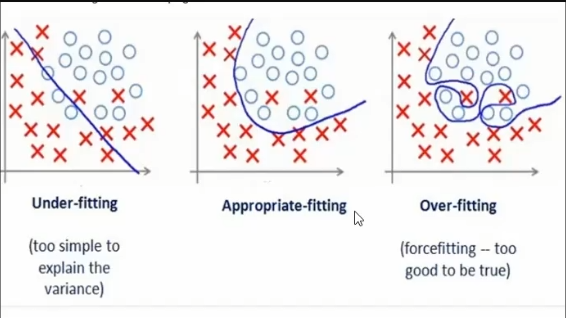 Under-fitting
(too simple to
explain the
variance)
Appropriate-fitting
Over-fitting
(forcefitting -- too
good to be true)